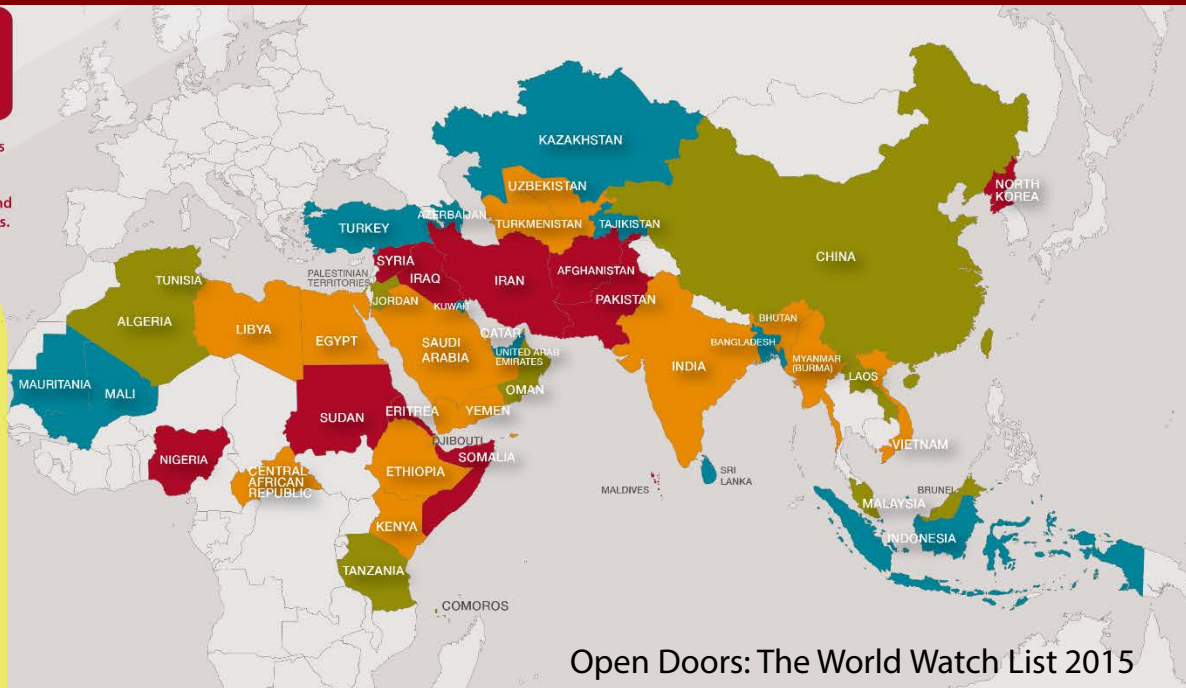 s
nd
s.
KAZAKHSTAN
UZBEKISTAN
NORTH
KOREA
AZERBAIJAN
TURKMENISTAN
TAJIKISTAN
TURKEY
CHINA
SYRIA
PALESTINIAN
TERRITORIES
TUNISIA
IRAQ
IRAN
AFGHANISTAN
PAKISTAN
JORDAN
KUWAIT
ALGERIA
LIBYA
EGYPT
SAUDI
ARABIA
QATAR
UNITED ARAB
EMIRATES
BHUTAN
BANGLADESH
INDIA
MYANMAR
(BURMA)
LAOS
MAURITANIA
MALI
OMAN
SUDAN
ERITREA
YEMEN
DJIBOUTI
VIETNAM
NIGERIA
SOMALIA
CENTRAL
AFRICAN
REPUBLIC
ETHIOPIA
SRI
LANKA
MALDIVES
BRUNEI
MALAYSIA
KENYA
INDONESIA
TANZANIA
COMOROS
Open Doors: The World Watch List 2015